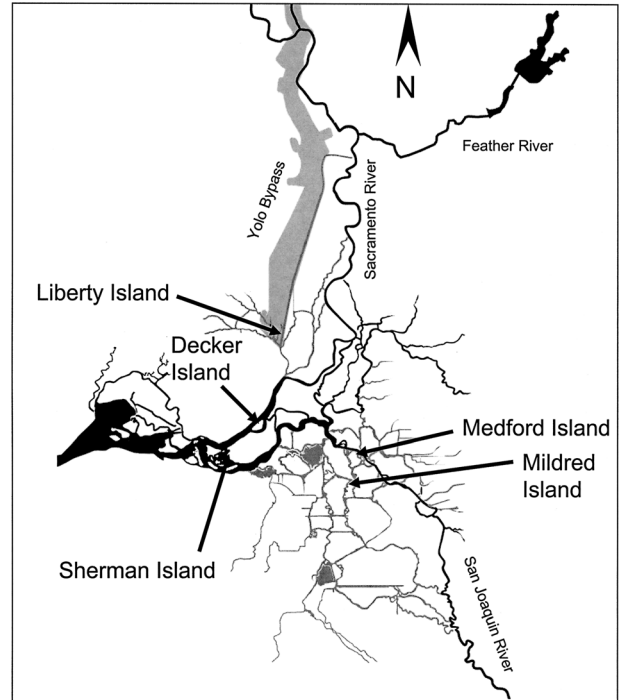 N
Feather River
Yolo Bypass
Sacramento River
Liberty Island
Decker
Island
Medford Island
Mildred
Island
Sherman Island
San Joaquin River